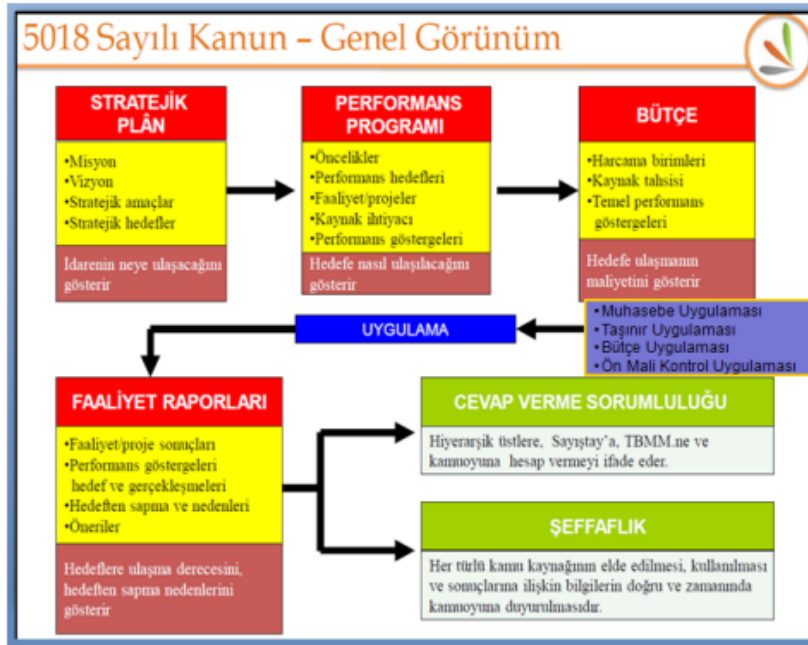 5018 Sayılı Kanun – Genel Görünüm
STRATEJİK
PLÂN
•Misyon
•Vizyon
•Stratejik amaçlar
•Stratejik hedefler
İdarenin neye ulaşacağını
gösterir
PERFORMANS
PROGRAMI
•Öncelikler
•Performans hedefleri
•Faaliyet/projeler
•Kaynak ihtiyacı
•Performans göstergeleri
Hedefe nasıl ulaşılacağını
gösterir
BÜTÇE
•Harcama birimleri
•Kaynak tahsisi
•Temel performans
göstergeleri
Hedefe ulaşmanın
maliyetini gösterir
•Muhasebe Uygulaması
•Taşınır Uygulaması
•Bütçe Uygulaması
•Ön Mali Kontrol Uygulaması
UYGULAMA
FAALİYET RAPORLARI
•Faaliyet/proje sonuçları
•Performans göstergeleri
hedef ve gerçekleşmeleri
•Hedeften sapma ve nedenleri
•Öneriler
Hedeflere ulaşma derecesini,
hedeften sapma nedenlerini
gösterir
CEVAP VERME SORUMLULUĞU
Hiyerarşik üstlere, Sayıştay’a, TBMM.ne ve
kamuoyuna hesap vermeyi ifade eder.
ŞEFFAFLIK
Her türlü kamu kaynağının elde edilmesi, kullanılması
ve sonuçlarına ilişkin bilgilerin doğru ve zamanında
kamuoyuna duyurulmasıdır.